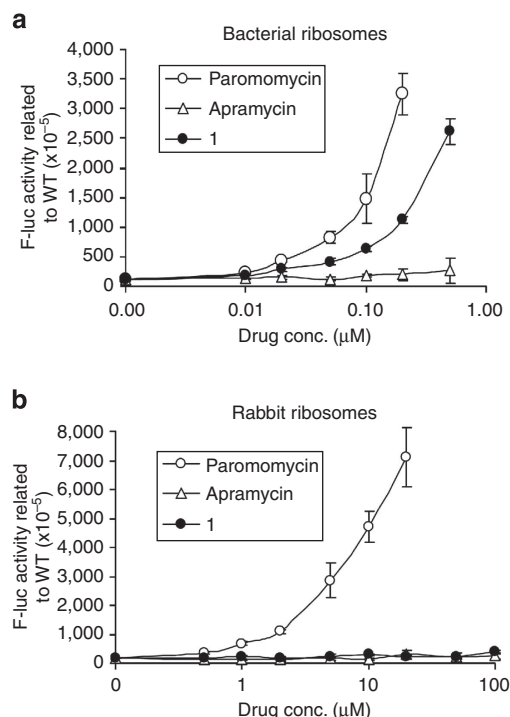 a
Bacterial ribosomes
F-luc activity related
to WT (x10⁻⁵)
4,000
3,500
3,000
2,500
2,000
1,500
1,000
500
0
Paromomycin
Apramycin
1
0.00 0.01 0.10 1.00
Drug conc. (μM)
b
Rabbit ribosomes
F-luc activity related
to WT (x10⁻⁵)
8,000
7,000
6,000
5,000
4,000
3,000
2,000
1,000
0
Paromomycin
Apramycin
1
0 1 10 100
Drug conc. (μM)